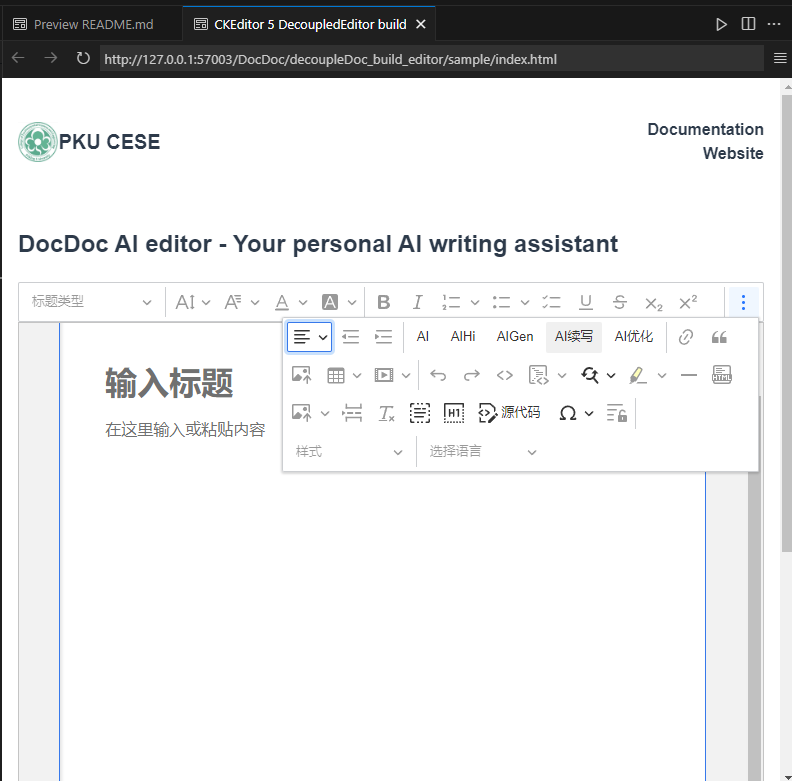 Preview README.md
CKEditor 5 DecoupledEditor build
http://127.0.0.1:57003/DocDoc/decoupleDoc_build_editor/sample/index.html
PKU CESE
Documentation
Website
DocDoc AI editor - Your personal AI writing assistant
标题类型
AI AIHi AIGen AI续写 AI优化
输入标题
源代码
在这里输入或粘贴内容
样式 选择语言